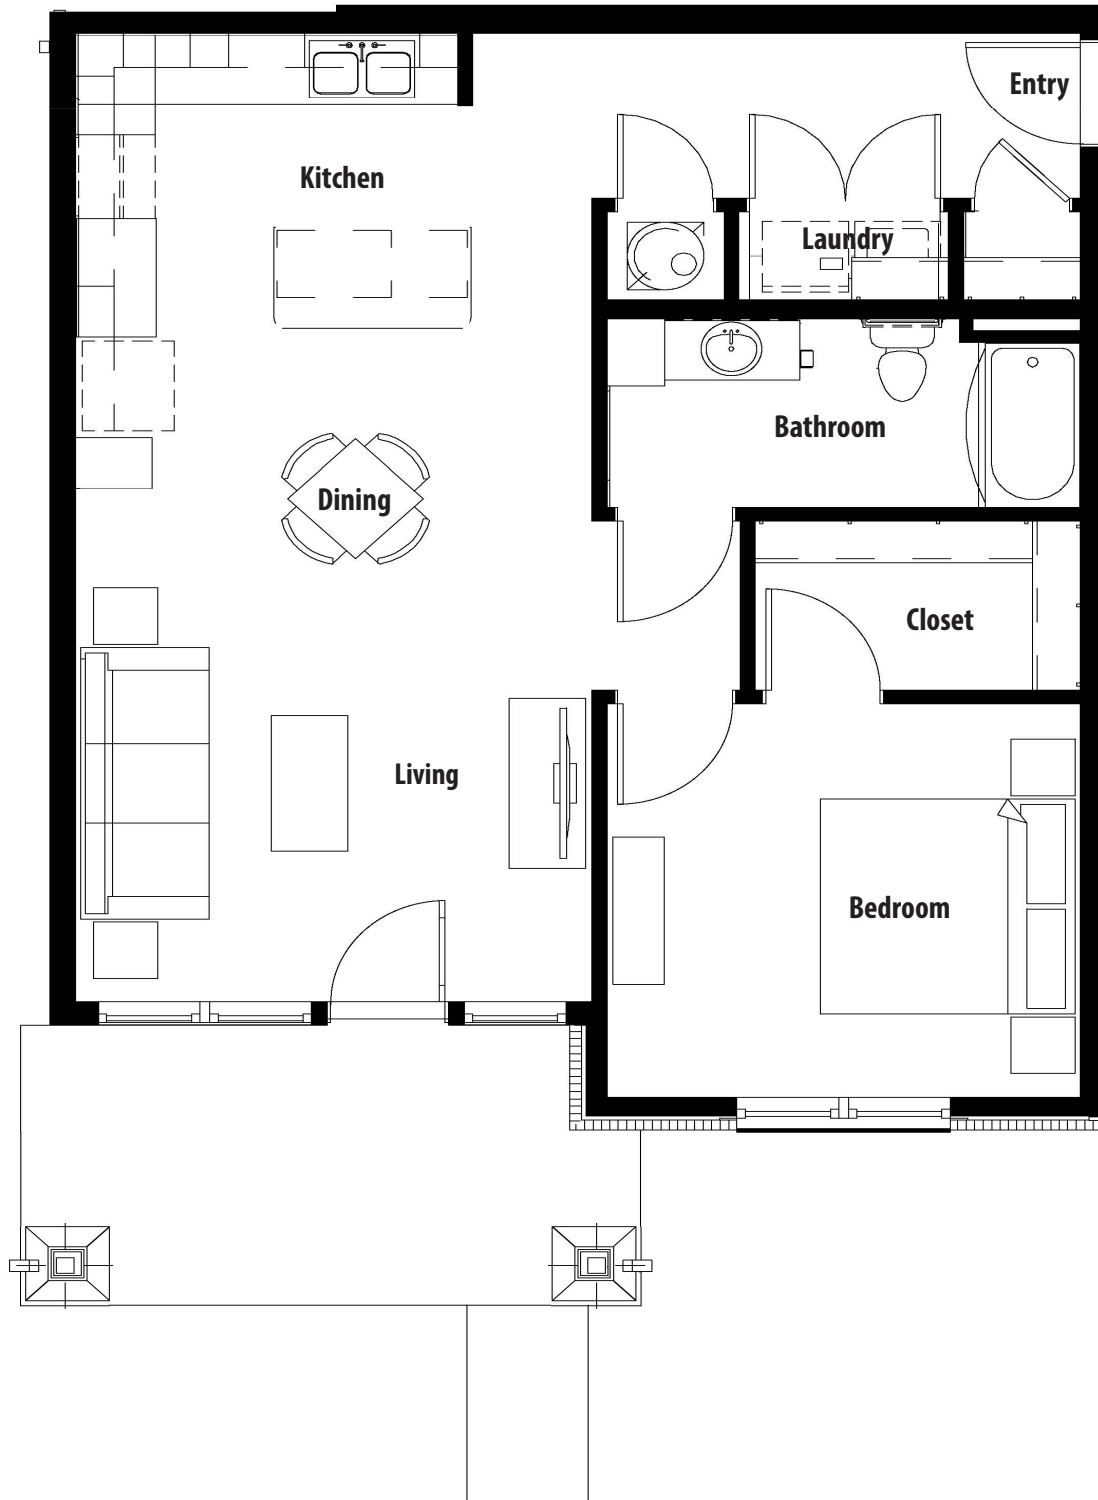 Entry
Kitchen
Laundry
Bathroom
Dining
Closet
Living
Bedroom